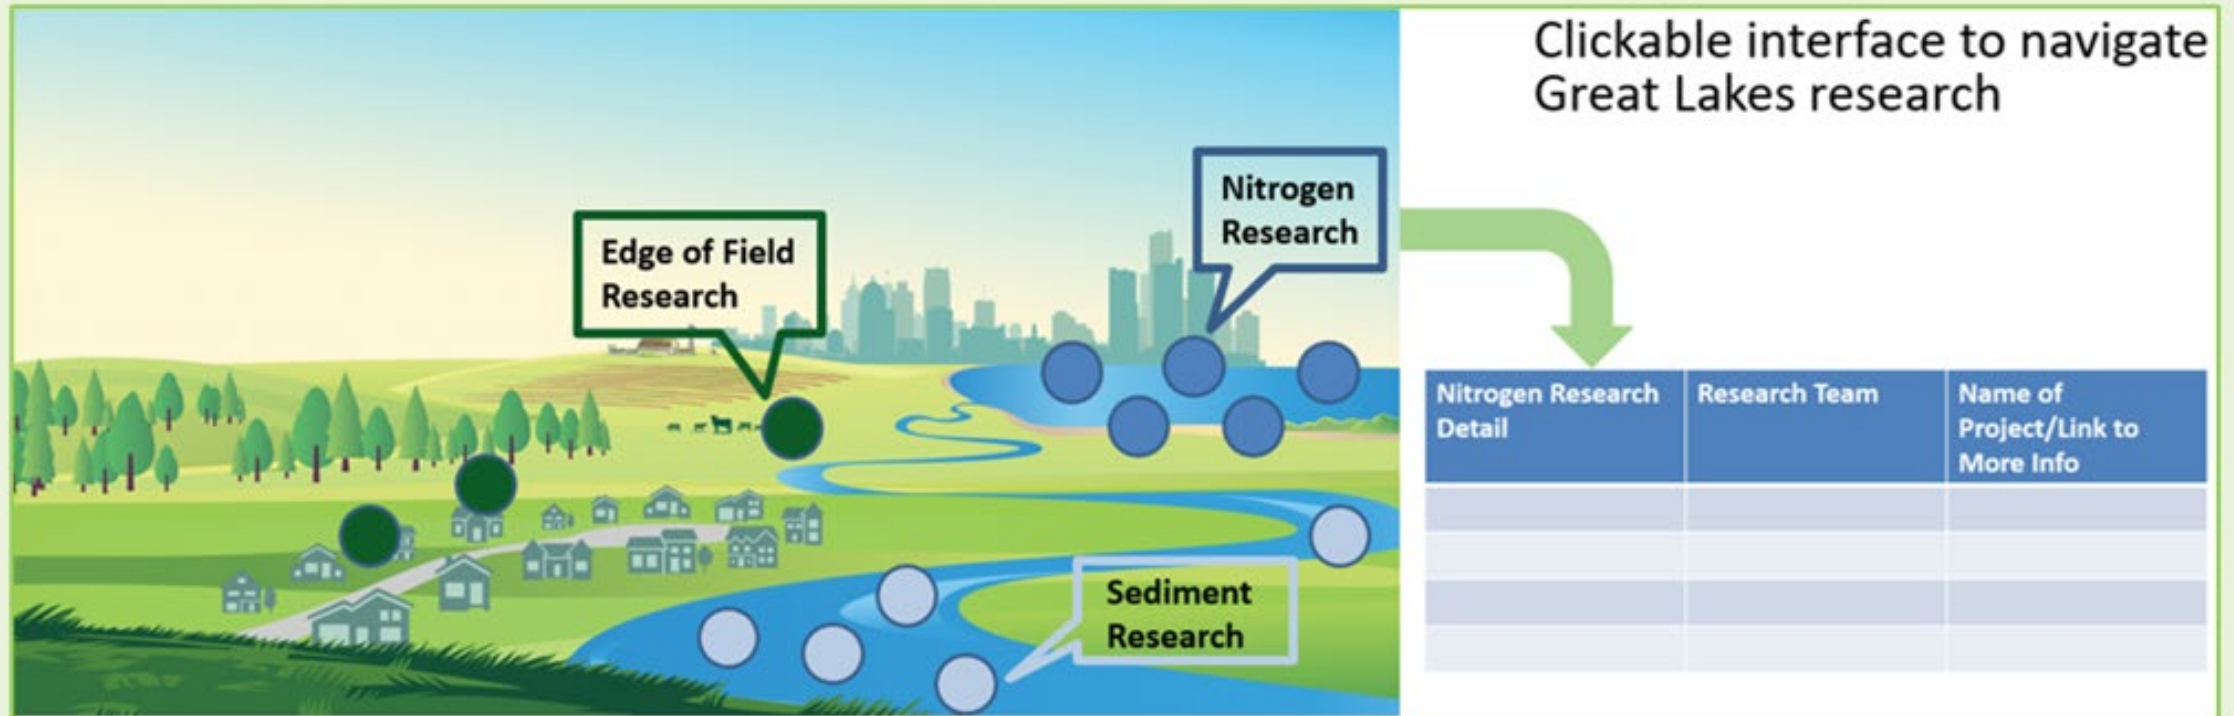 Clickable interface to navigate
Great Lakes research
Nitrogen
Research
Edge of Field
Research
Sediment
Research
Nitrogen Research
Detail
Research Team
Name of
Project/Link to
More Info